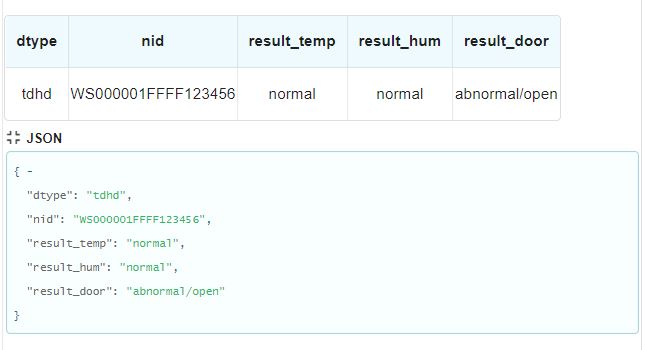 dtype nid result_temp result_hum result_door
tdhd WS000001FFFF123456 normal normal abnormal/open
JSON
{ -
"dtype": "tdhd",
"nid": "WS000001FFFF123456",
"result_temp": "normal",
"result_hum": "normal",
"result_door": "abnormal/open"
}